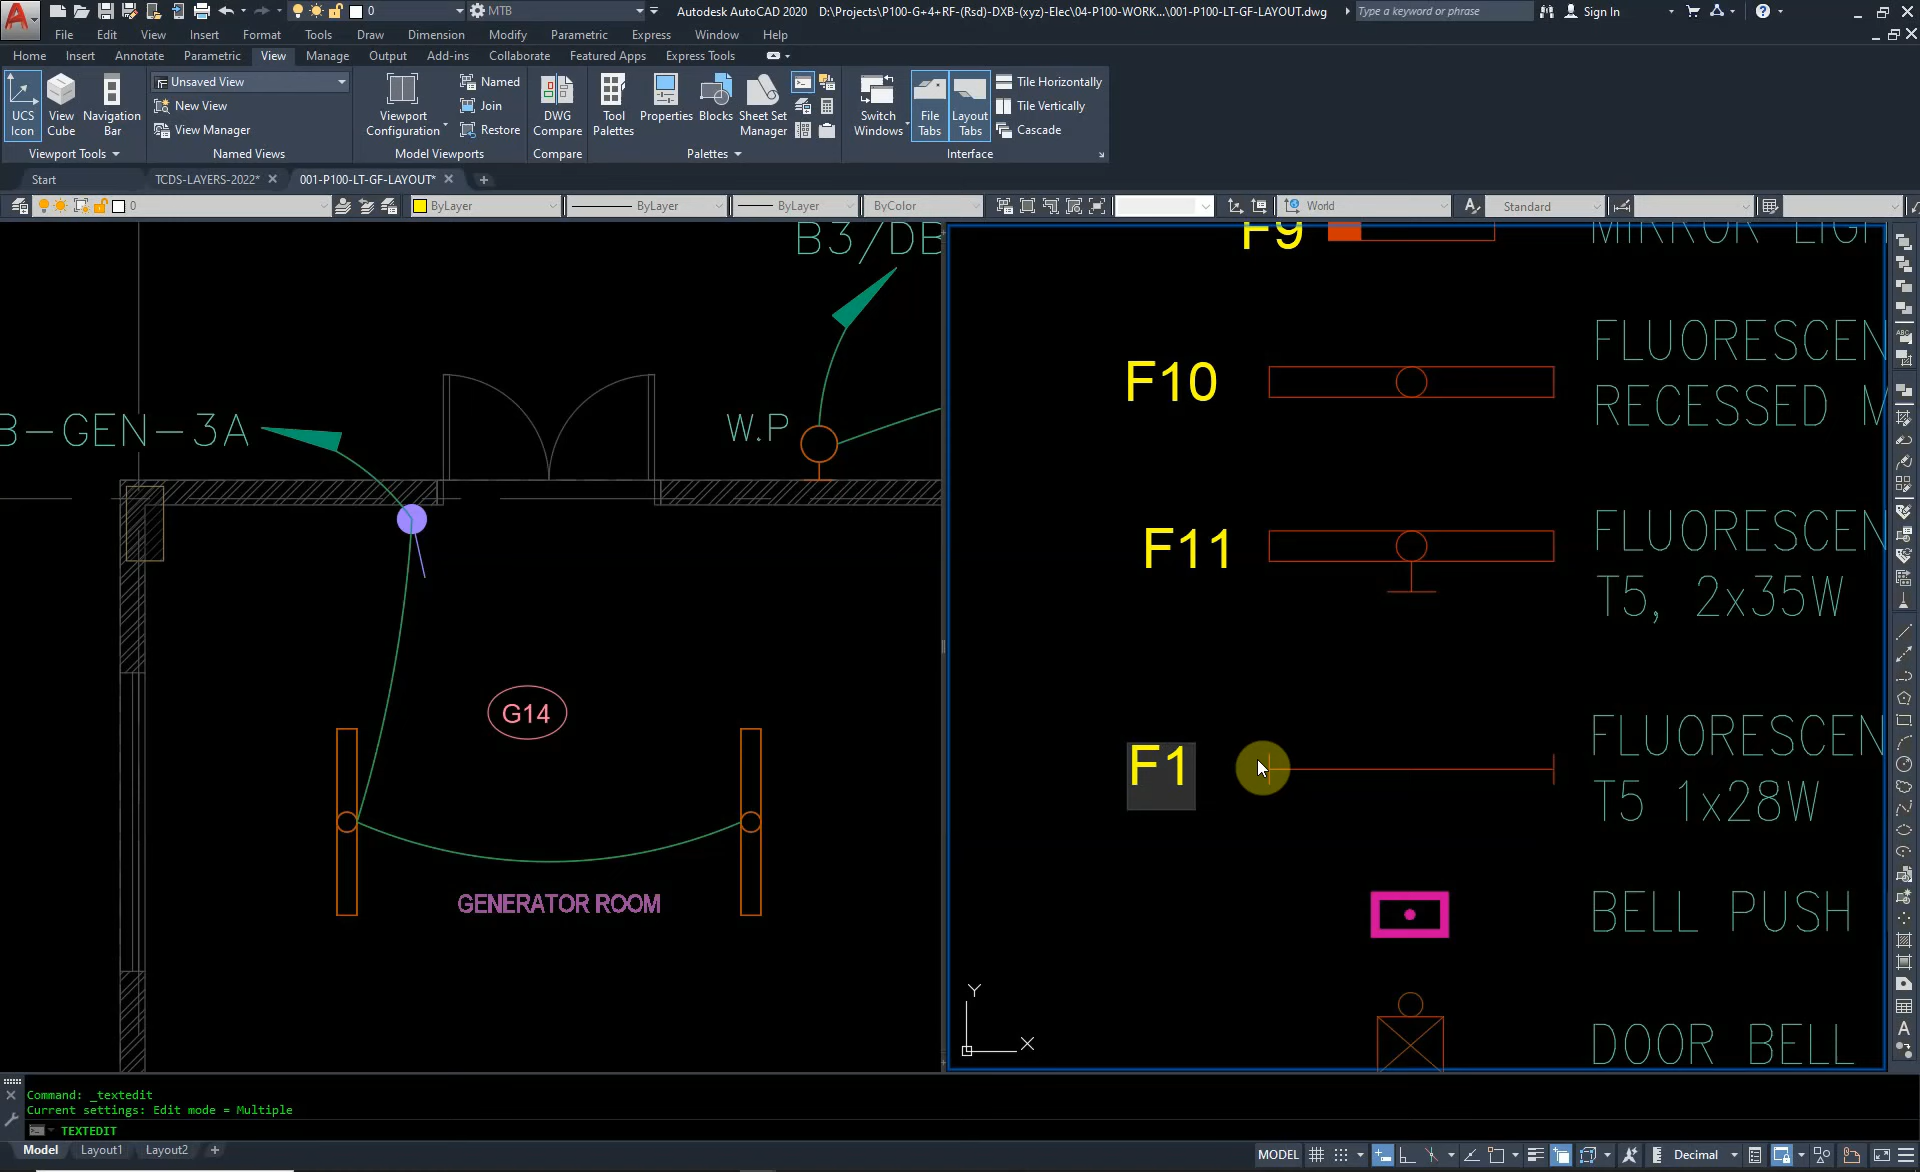 0
MTB
Autodesk AutoCAD 2020
D:\Projects\P100-G+4+RF-(Rsd)-DXB-(xyz)-Elec\04-P100-WORK...\001-P100-LT-GF-LAYOUT.dwg
Type a keyword or phrase
Sign In
File Edit View Insert Format Tools Draw Dimension Modify Parametric Express Window Help
Home Insert Annotate Parametric View Manage Output Add-ins Collaborate Featured Apps Express Tools
UCS Icon
View Cube
Navigation Bar
Viewport Tools
Unsaved View
New View
View Manager
Named Views
Viewport Configuration
Named
Join
Restore
Model Viewports
DWG Compare
Compare
Tool Palettes
Properties
Blocks
Sheet Set Manager
Palettes
Switch Windows
File Tabs
Layout Tabs
Tile Horizontally
Tile Vertically
Cascade
Interface
Start
TCDS-LAYERS-2022*
001-P100-LT-GF-LAYOUT*
0
ByLayer
ByLayer
ByLayer
ByColor
World
Standard
B3/DB
B-GEN-3A
W.P
G14
GENERATOR ROOM
F9
MIRROR LIGH
F10
FLUORESCEN
RECESSED M
F11
FLUORESCEN
T5, 2x35W
F1
FLUORESCEN
T5 1x28W
BELL PUSH
DOOR BELL
Y
X
Command: _textedit
Current settings: Edit mode = Multiple
TEXTEDIT
Model Layout1 Layout2
MODEL
Decimal